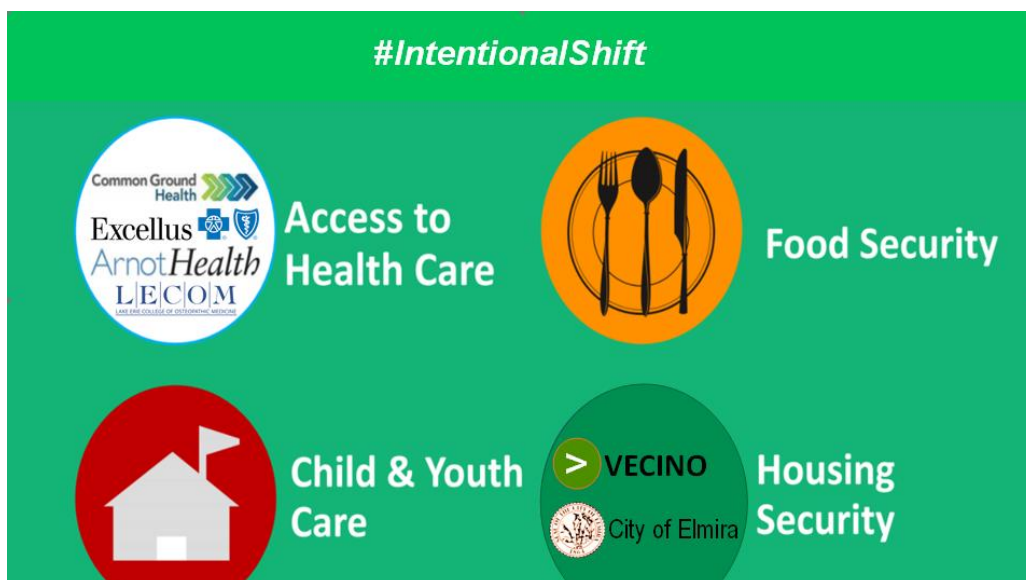 #IntentionalShift
Common Ground
Health
Excellus
ArnotHealth
L|E|C|O|M
LAKE ERIE COLLEGE OF OSTEOPATHIC MEDICINE
Access to
Health Care
Food Security
Child & Youth
Care
> VECINO
City of Elmira
Housing
Security